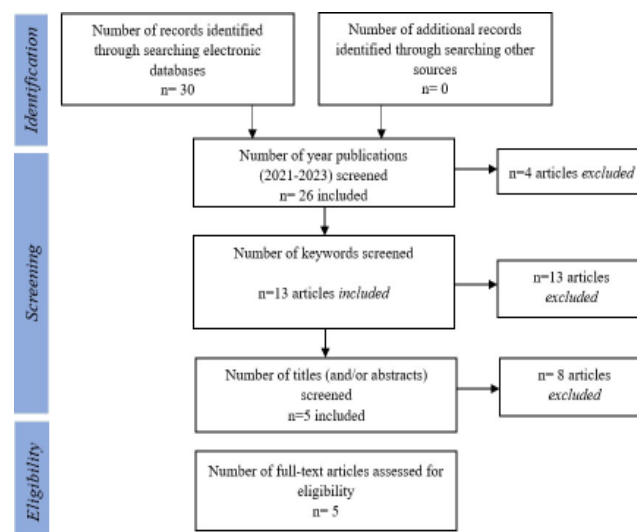 Identification
Number of records identified
through searching electronic
databases
n= 30
Number of additional records
identified through searching other
sources
n= 0
Screening
Number of year publications
(2021-2023) screened
n= 26 included
n=4 articles excluded
Number of keywords screened
n=13 articles included
n=13 articles
excluded
Number of titles (and/or abstracts)
screened
n=5 included
n= 8 articles
excluded
Eligibility
Number of full-text articles assessed for
eligibility
n= 5